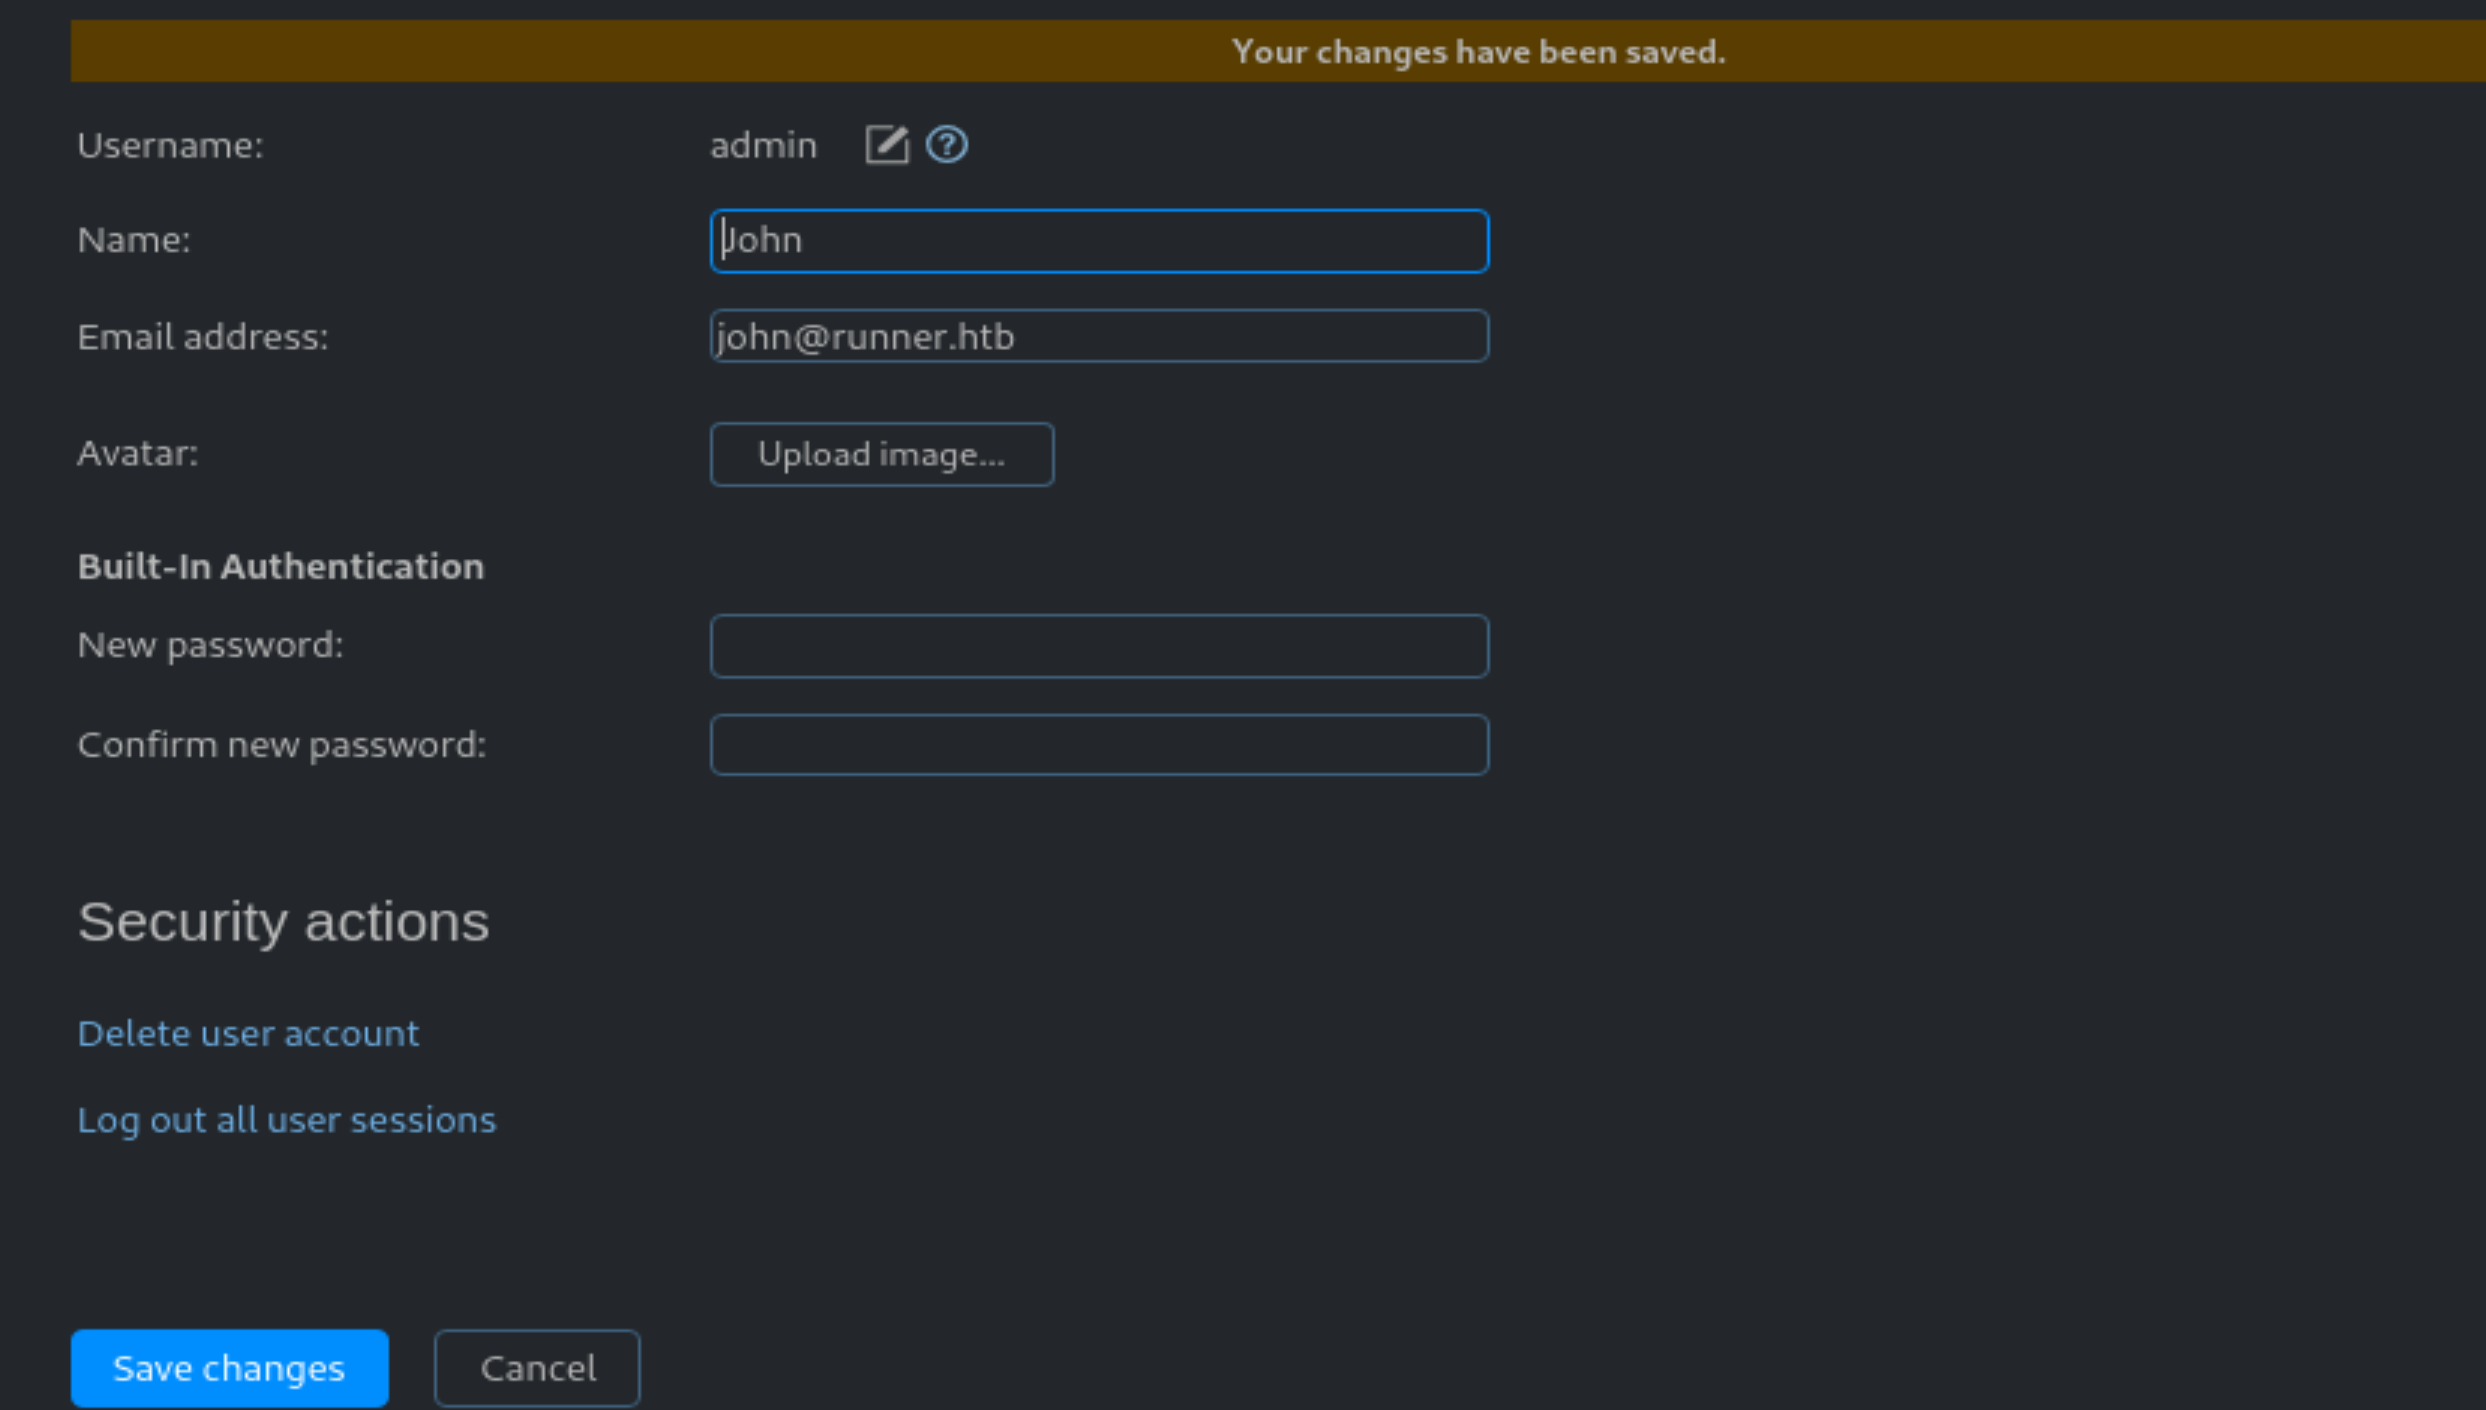 Your changes have been saved.
Username: admin
Name: John
Email address: john@runner.htb
Avatar: Upload image...
Built-In Authentication
New password:
Confirm new password:
Security actions
Delete user account
Log out all user sessions
Save changes Cancel